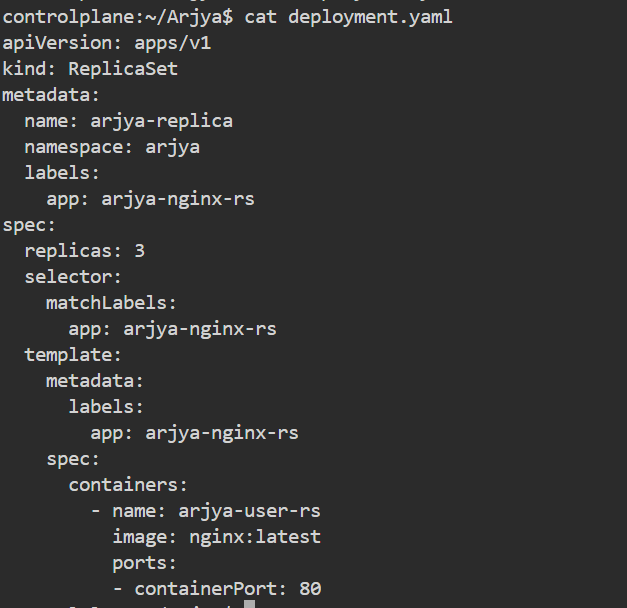 controlplane:~/Arjya$ cat deployment.yaml
apiVersion: apps/v1
kind: ReplicaSet
metadata:
  name: arjya-replica
  namespace: arjya
  labels:
    app: arjya-nginx-rs
spec:
  replicas: 3
  selector:
    matchLabels:
      app: arjya-nginx-rs
  template:
    metadata:
      labels:
        app: arjya-nginx-rs
    spec:
      containers:
        - name: arjya-user-rs
          image: nginx:latest
          ports:
          - containerPort: 80